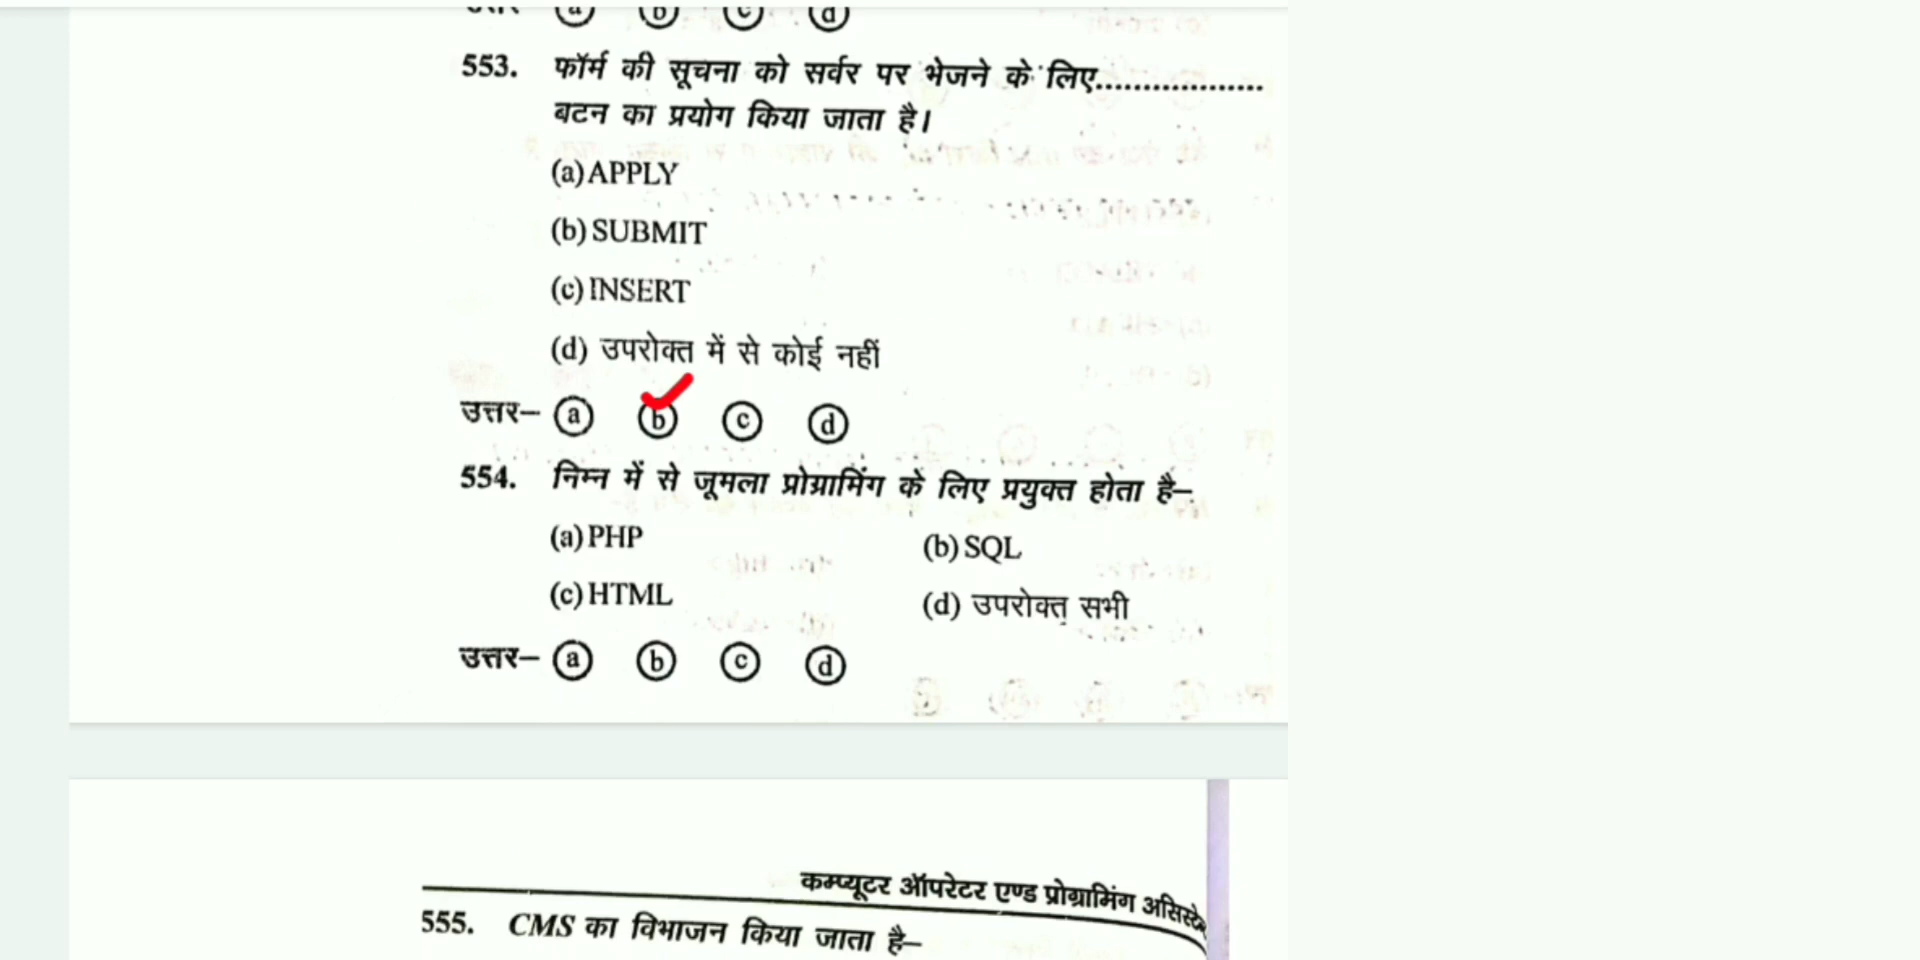 553. फॉर्म की सूचना को सर्वर पर भेजने के लिए..................
बटन का प्रयोग किया जाता है।
(a) APPLY
(b) SUBMIT
(c) INSERT
(d) उपरोक्त में से कोई नहीं
उत्तर– (a) (b) (c) (d)
554. निम्न में से जूमला प्रोग्रामिंग के लिए प्रयुक्त होता है–
(a) PHP (b) SQL
(c) HTML (d) उपरोक्त सभी
उत्तर– (a) (b) (c) (d)
कम्प्यूटर ऑपरेटर एण्ड प्रोग्रामिंग
555. CMS का विभाजन किया जाता है–